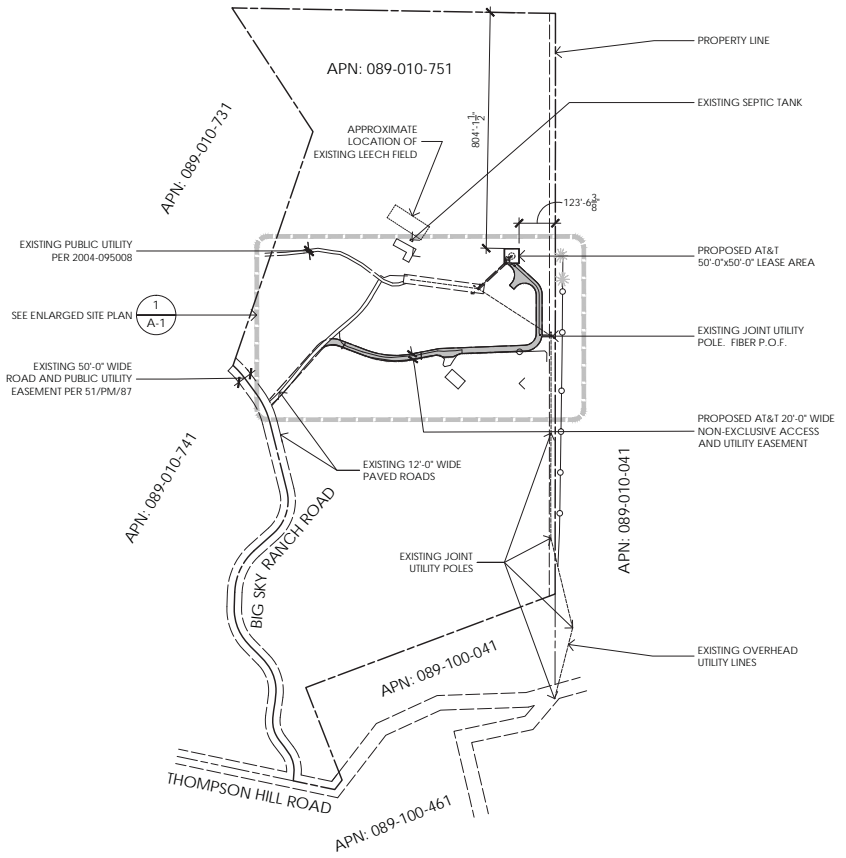 PROPERTY LINE
APN: 089-010-751
EXISTING SEPTIC TANK
APN: 089-010-731
804'-1 1/2"
APPROXIMATE
LOCATION OF
EXISTING LEECH FIELD
123'-6 3/8"
EXISTING PUBLIC UTILITY
PER 2004-095008
PROPOSED AT&T
50'-0"x50'-0" LEASE AREA
SEE ENLARGED SITE PLAN
1
A-1
EXISTING JOINT UTILITY
POLE. FIBER P.O.F.
EXISTING 50'-0" WIDE
ROAD AND PUBLIC UTILITY
EASEMENT PER 51/PM/87
PROPOSED AT&T 20'-0" WIDE
NON-EXCLUSIVE ACCESS
AND UTILITY EASEMENT
APN: 089-010-741
EXISTING 12'-0" WIDE
PAVED ROADS
APN: 089-010-041
BIG SKY RANCH ROAD
EXISTING JOINT
UTILITY POLES
APN: 089-100-041
EXISTING OVERHEAD
UTILITY LINES
THOMPSON HILL ROAD
APN: 089-100-461